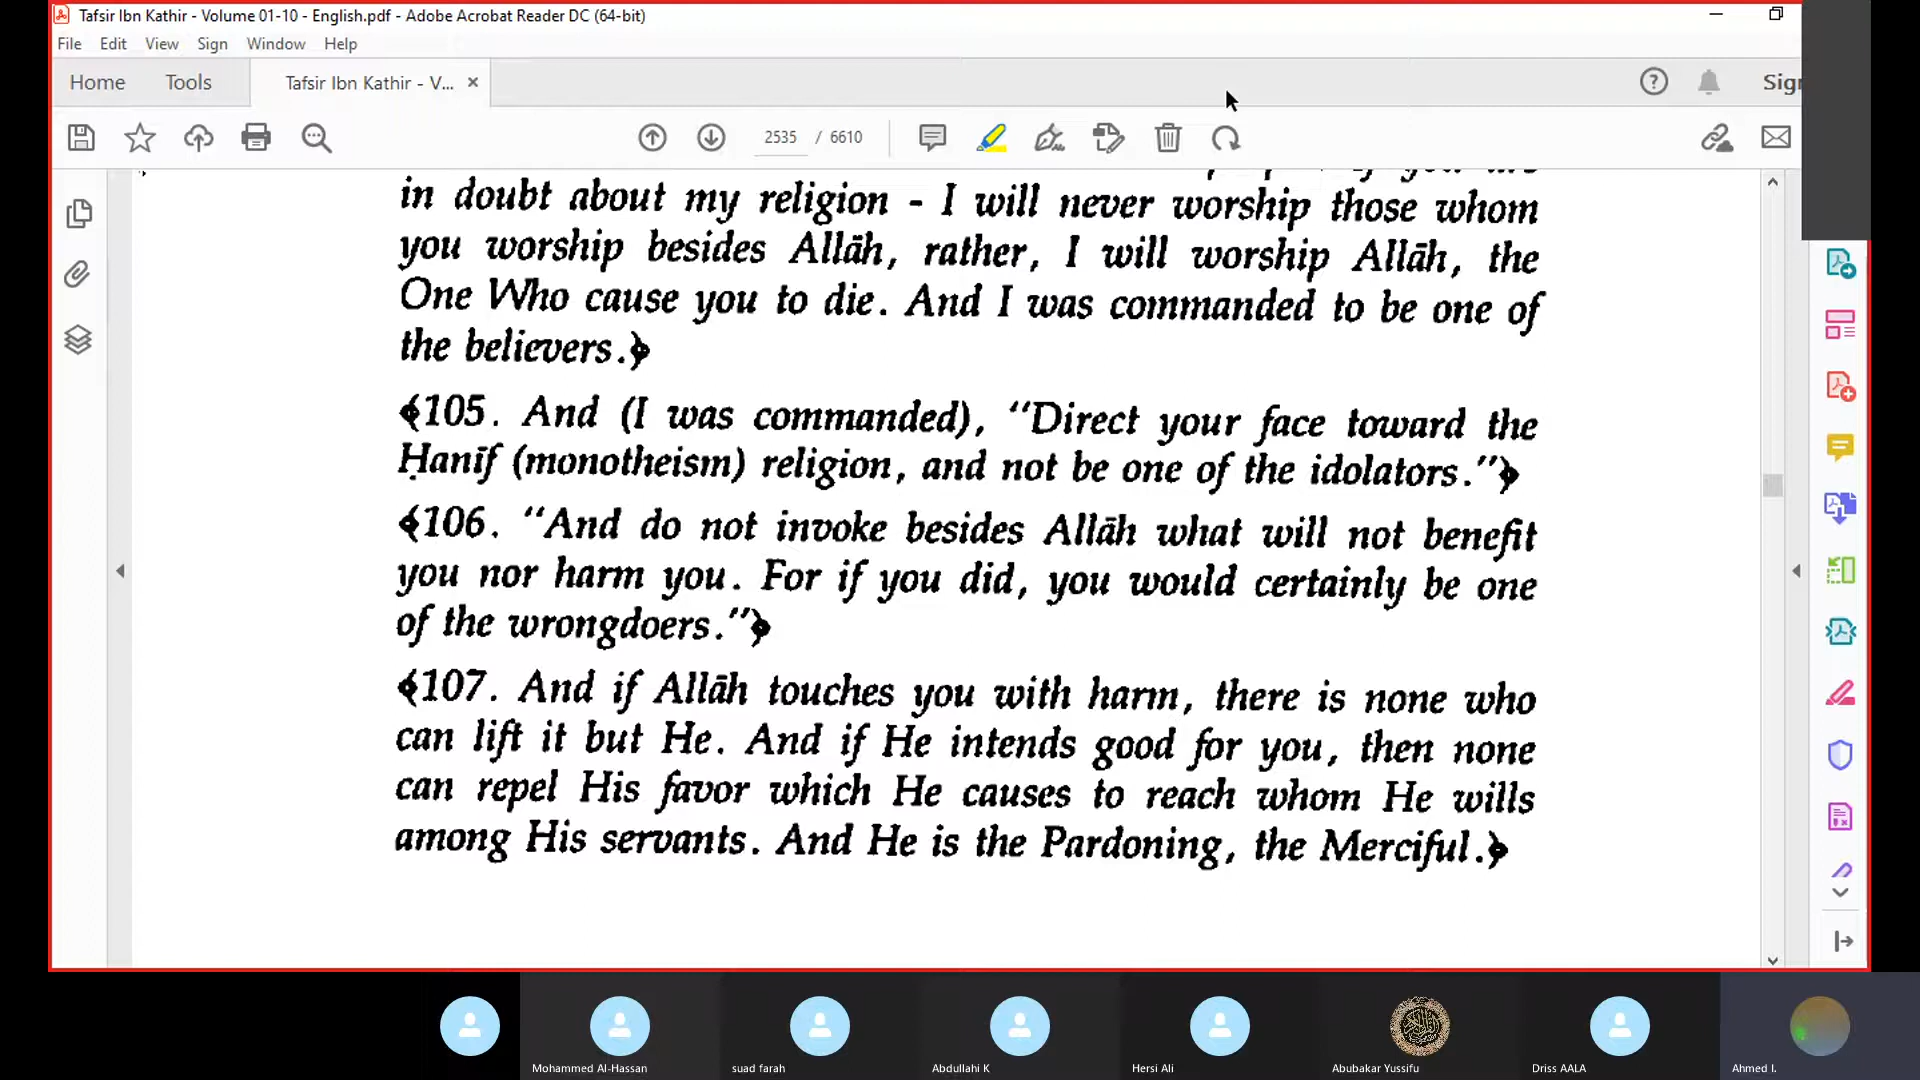 Tafsir Ibn Kathir - Volume 01-10 - English.pdf - Adobe Acrobat Reader DC (64-bit)
File Edit View Sign Window Help
Home Tools Tafsir Ibn Kathir - V... ×
2535 / 6610
in doubt about my religion - I will never worship those whom
you worship besides Allāh, rather, I will worship Allāh, the
One Who cause you to die. And I was commanded to be one of
the believers.﴿
﴾105. And (I was commanded), "Direct your face toward the
Ḥanīf (monotheism) religion, and not be one of the idolators."﴿
﴾106. "And do not invoke besides Allāh what will not benefit
you nor harm you. For if you did, you would certainly be one
of the wrongdoers."﴿
﴾107. And if Allāh touches you with harm, there is none who
can lift it but He. And if He intends good for you, then none
can repel His favor which He causes to reach whom He wills
among His servants. And He is the Pardoning, the Merciful.﴿
Mohammed Al-Hassan suad farah Abdullahi K Hersi Ali Abubakar Yussifu Driss AALA Ahmed I.